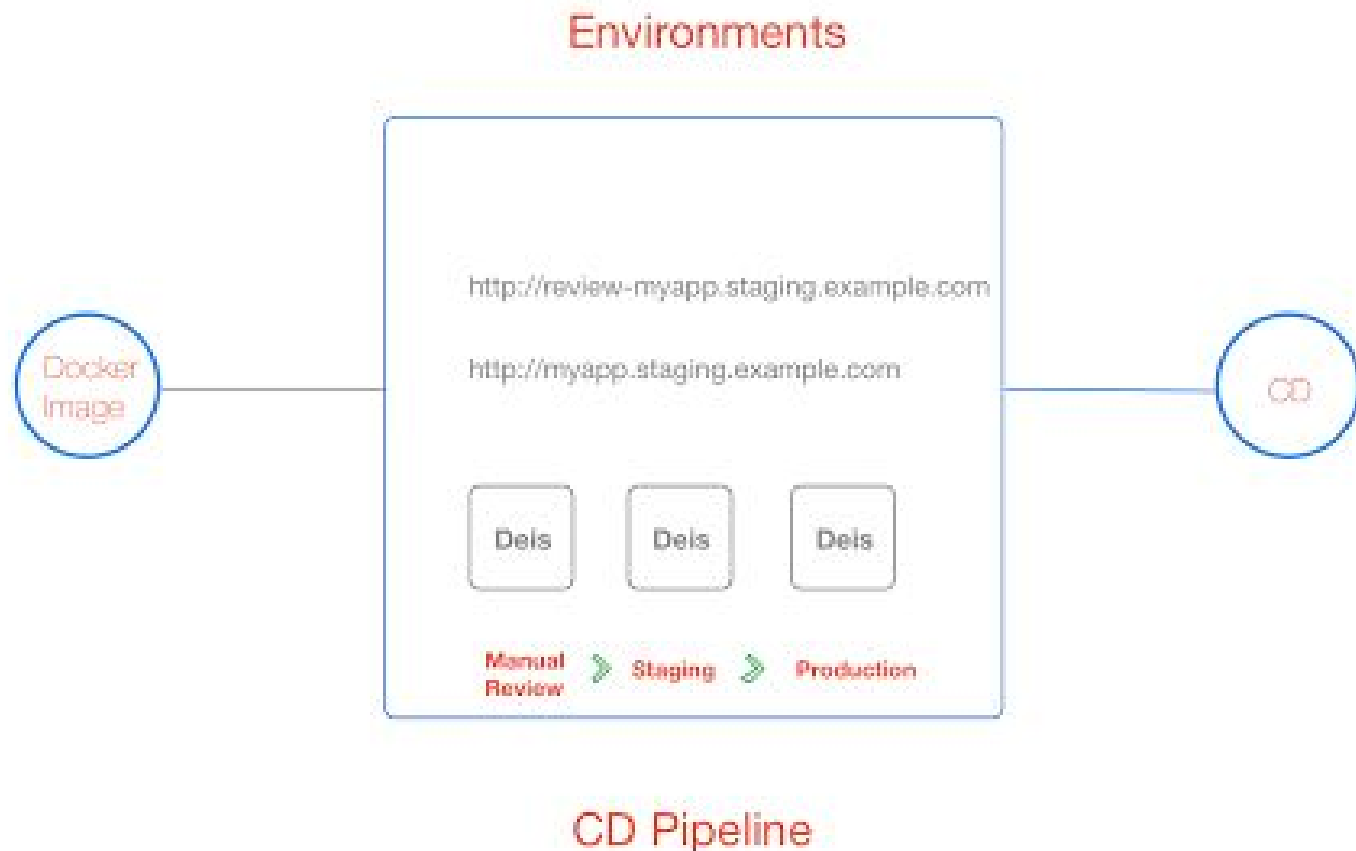 Environments
http://review-myapp.staging.example.com
Docker
Image
http://myapp.staging.example.com
CD
Deis
Deis
Deis
Manual
Review
Staging
Production
CD Pipeline